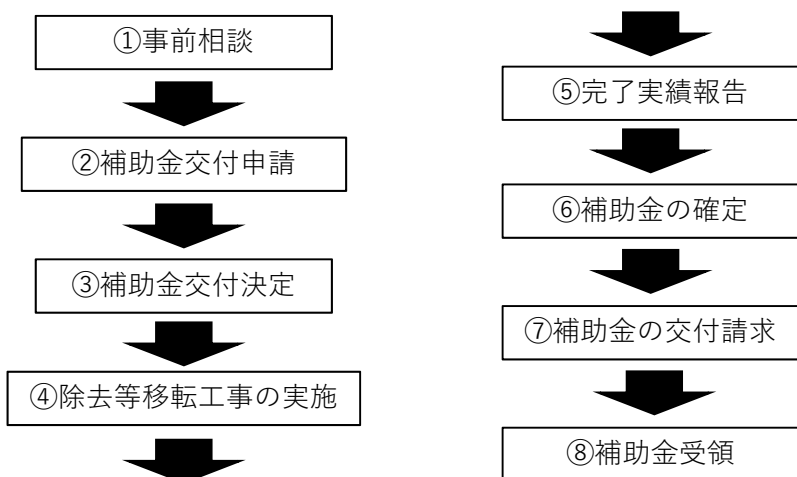 ①事前相談
②補助金交付申請
③補助金交付決定
④除去等移転工事の実施
⑤完了実績報告
⑥補助金の確定
⑦補助金の交付請求
⑧補助金受領